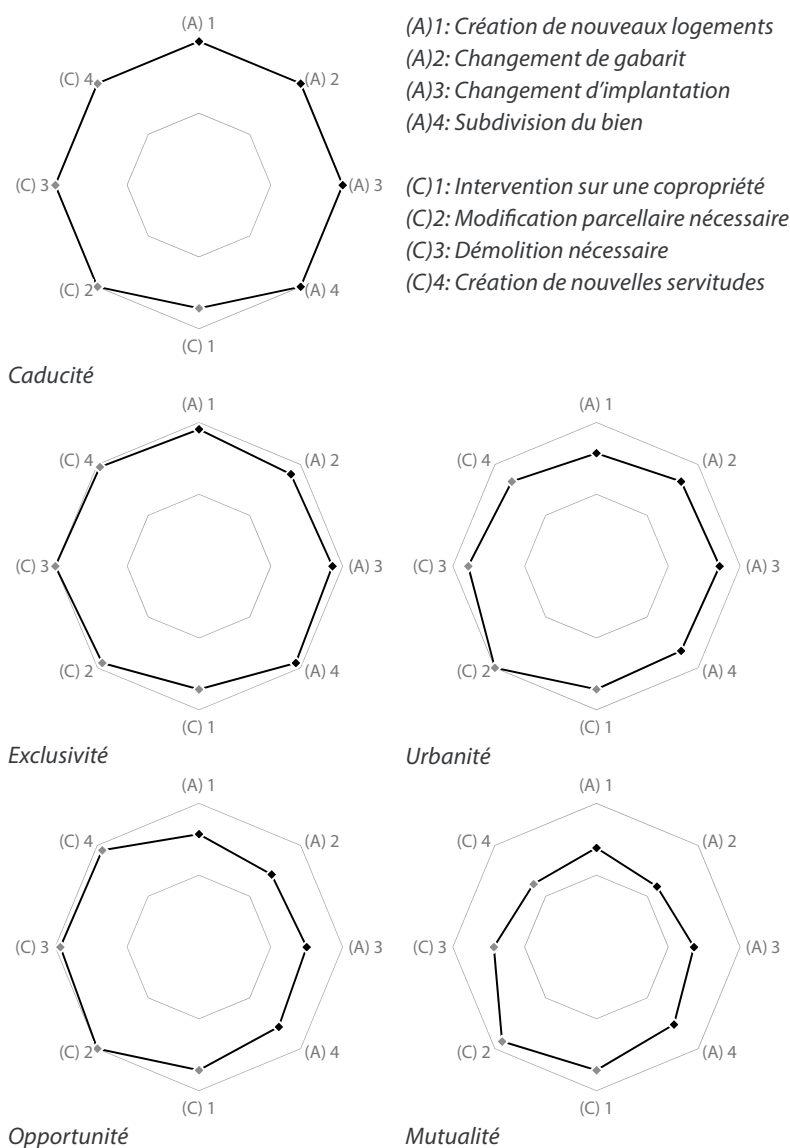 (A) 1
(C) 4
(A) 2
(C) 3
(A) 3
(C) 2
(A) 4
(C) 1
(A)1: Création de nouveaux logements
(A)2: Changement de gabarit
(A)3: Changement d'implantation
(A)4: Subdivision du bien
(C)1: Intervention sur une copropriété
(C)2: Modification parcellaire nécessaire
(C)3: Démolition nécessaire
(C)4: Création de nouvelles servitudes
Caducité
(A) 1
(C) 4
(A) 2
(C) 3
(A) 3
(C) 2
(A) 4
(C) 1
Exclusivité
(A) 1
(C) 4
(A) 2
(C) 3
(A) 3
(C) 2
(A) 4
(C) 1
Urbanité
(A) 1
(C) 4
(A) 2
(C) 3
(A) 3
(C) 2
(A) 4
(C) 1
Opportunité
(A) 1
(C) 4
(A) 2
(C) 3
(A) 3
(C) 2
(A) 4
(C) 1
Mutualité